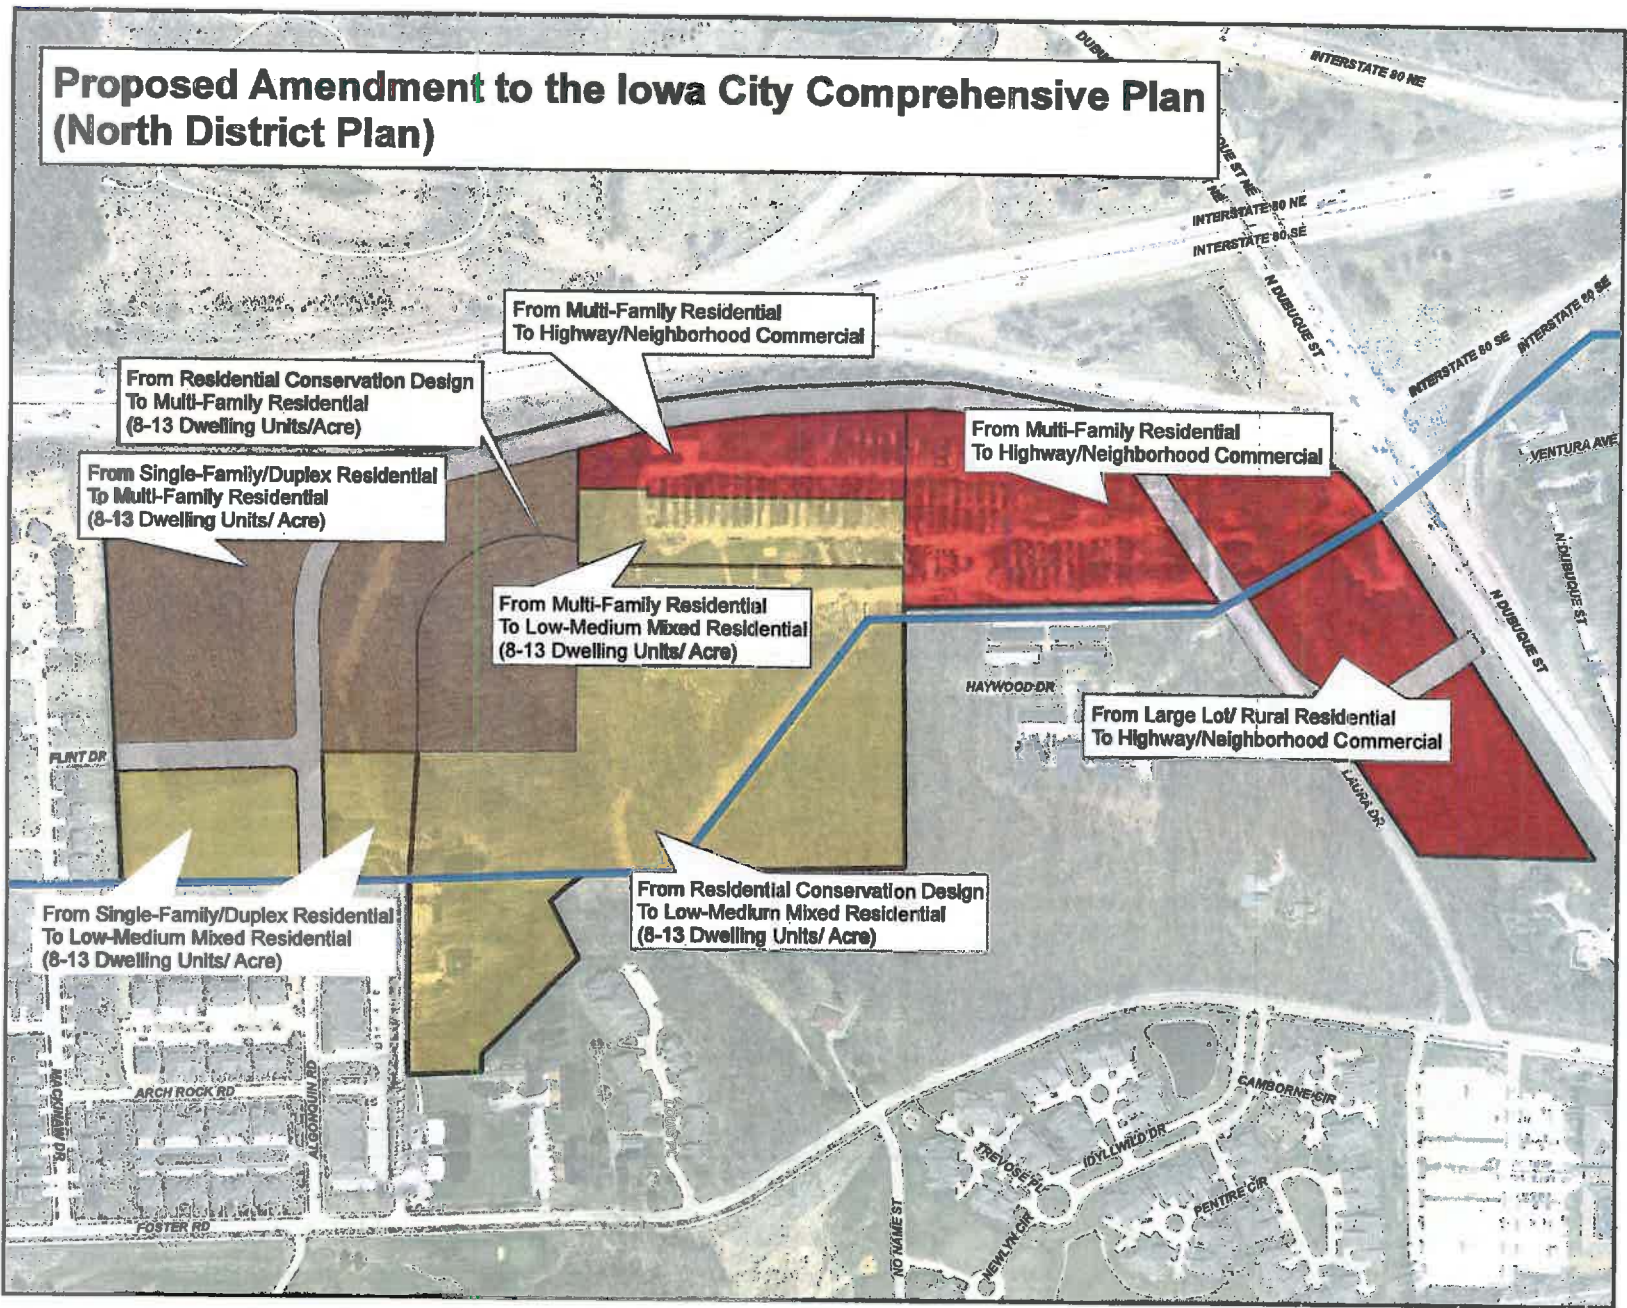 Proposed Amendment to the Iowa City Comprehensive Plan
(North District Plan)
INTERSTATE 80 NE
INTERSTATE 80 NE
INTERSTATE 80 SE
N DUBUQUE ST
INTERSTATE 80 SE
INTERSTATE 80 SE
VENTURA AVE
N DUBUQUE ST
N DUBUQUE ST
From Multi-Family Residential
To Highway/Neighborhood Commercial
From Residential Conservation Design
To Multi-Family Residential
(8-13 Dwelling Units/Acre)
From Multi-Family Residential
To Highway/Neighborhood Commercial
From Single-Family/Duplex Residential
To Multi-Family Residential
(8-13 Dwelling Units/ Acre)
From Multi-Family Residential
To Low-Medium Mixed Residential
(8-13 Dwelling Units/ Acre)
HAYWOOD DR
From Large Lot/ Rural Residential
To Highway/Neighborhood Commercial
FLINT DR
LAURA DR
From Residential Conservation Design
To Low-Medium Mixed Residential
(8-13 Dwelling Units/ Acre)
From Single-Family/Duplex Residential
To Low-Medium Mixed Residential
(8-13 Dwelling Units/ Acre)
MACKINAW DR
ARCH ROCK RD
ALGONQUIN RD
FOSTER RD
CAMBORNE CIR
IDYLLWILD DR
TREVOSE PL
PENTIRE CIR
NEWLYN CIR
NO NAME ST